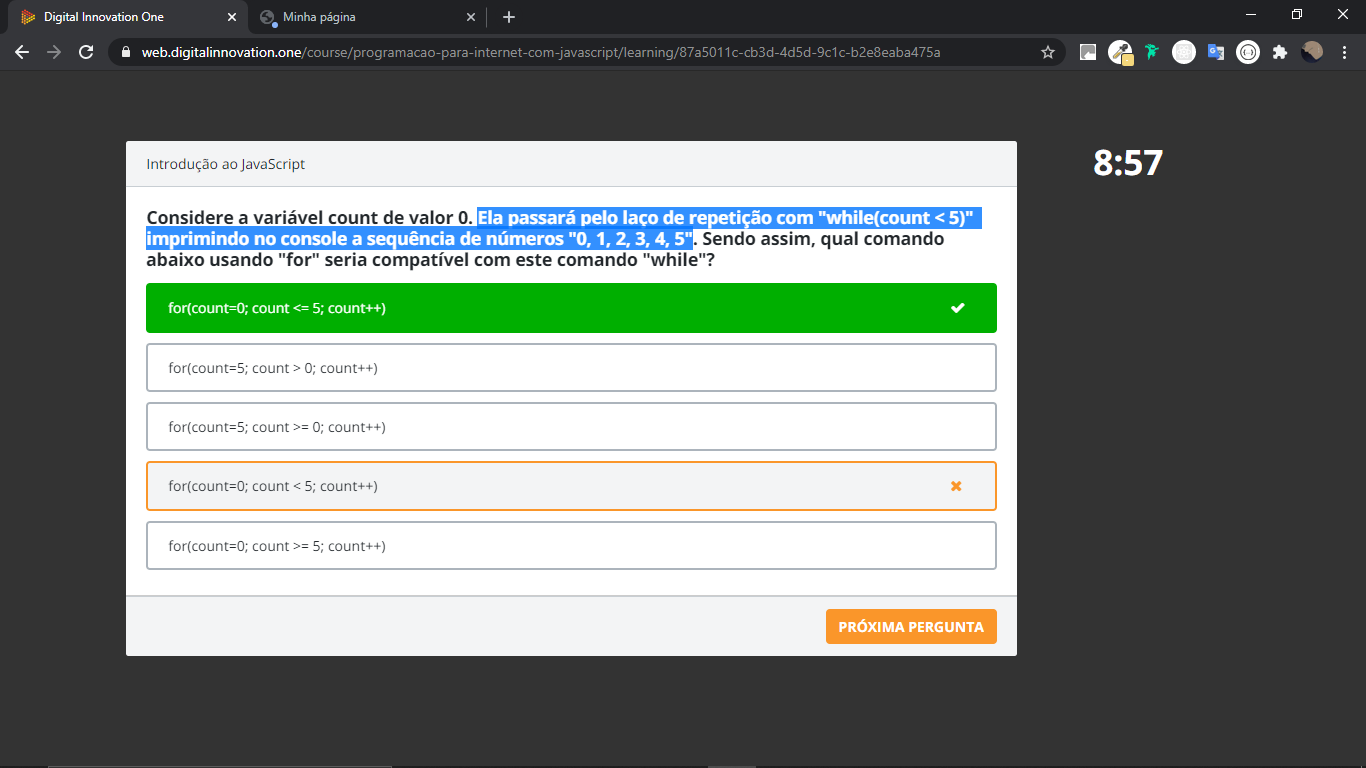 Digital Innovation One
Minha página
web.digitalinnovation.one/course/programacao-para-internet-com-javascript/learning/87a5011c-cb3d-4d5d-9c1c-b2e8eaba475a
Introdução ao JavaScript
8:57
Considere a variável count de valor 0. Ela passará pelo laço de repetição com "while(count < 5)"
imprimindo no console a sequência de números "0, 1, 2, 3, 4, 5". Sendo assim, qual comando
abaixo usando "for" seria compatível com este comando "while"?
for(count=0; count <= 5; count++)
for(count=5; count > 0; count++)
for(count=5; count >= 0; count++)
for(count=0; count < 5; count++)
for(count=0; count >= 5; count++)
PRÓXIMA PERGUNTA